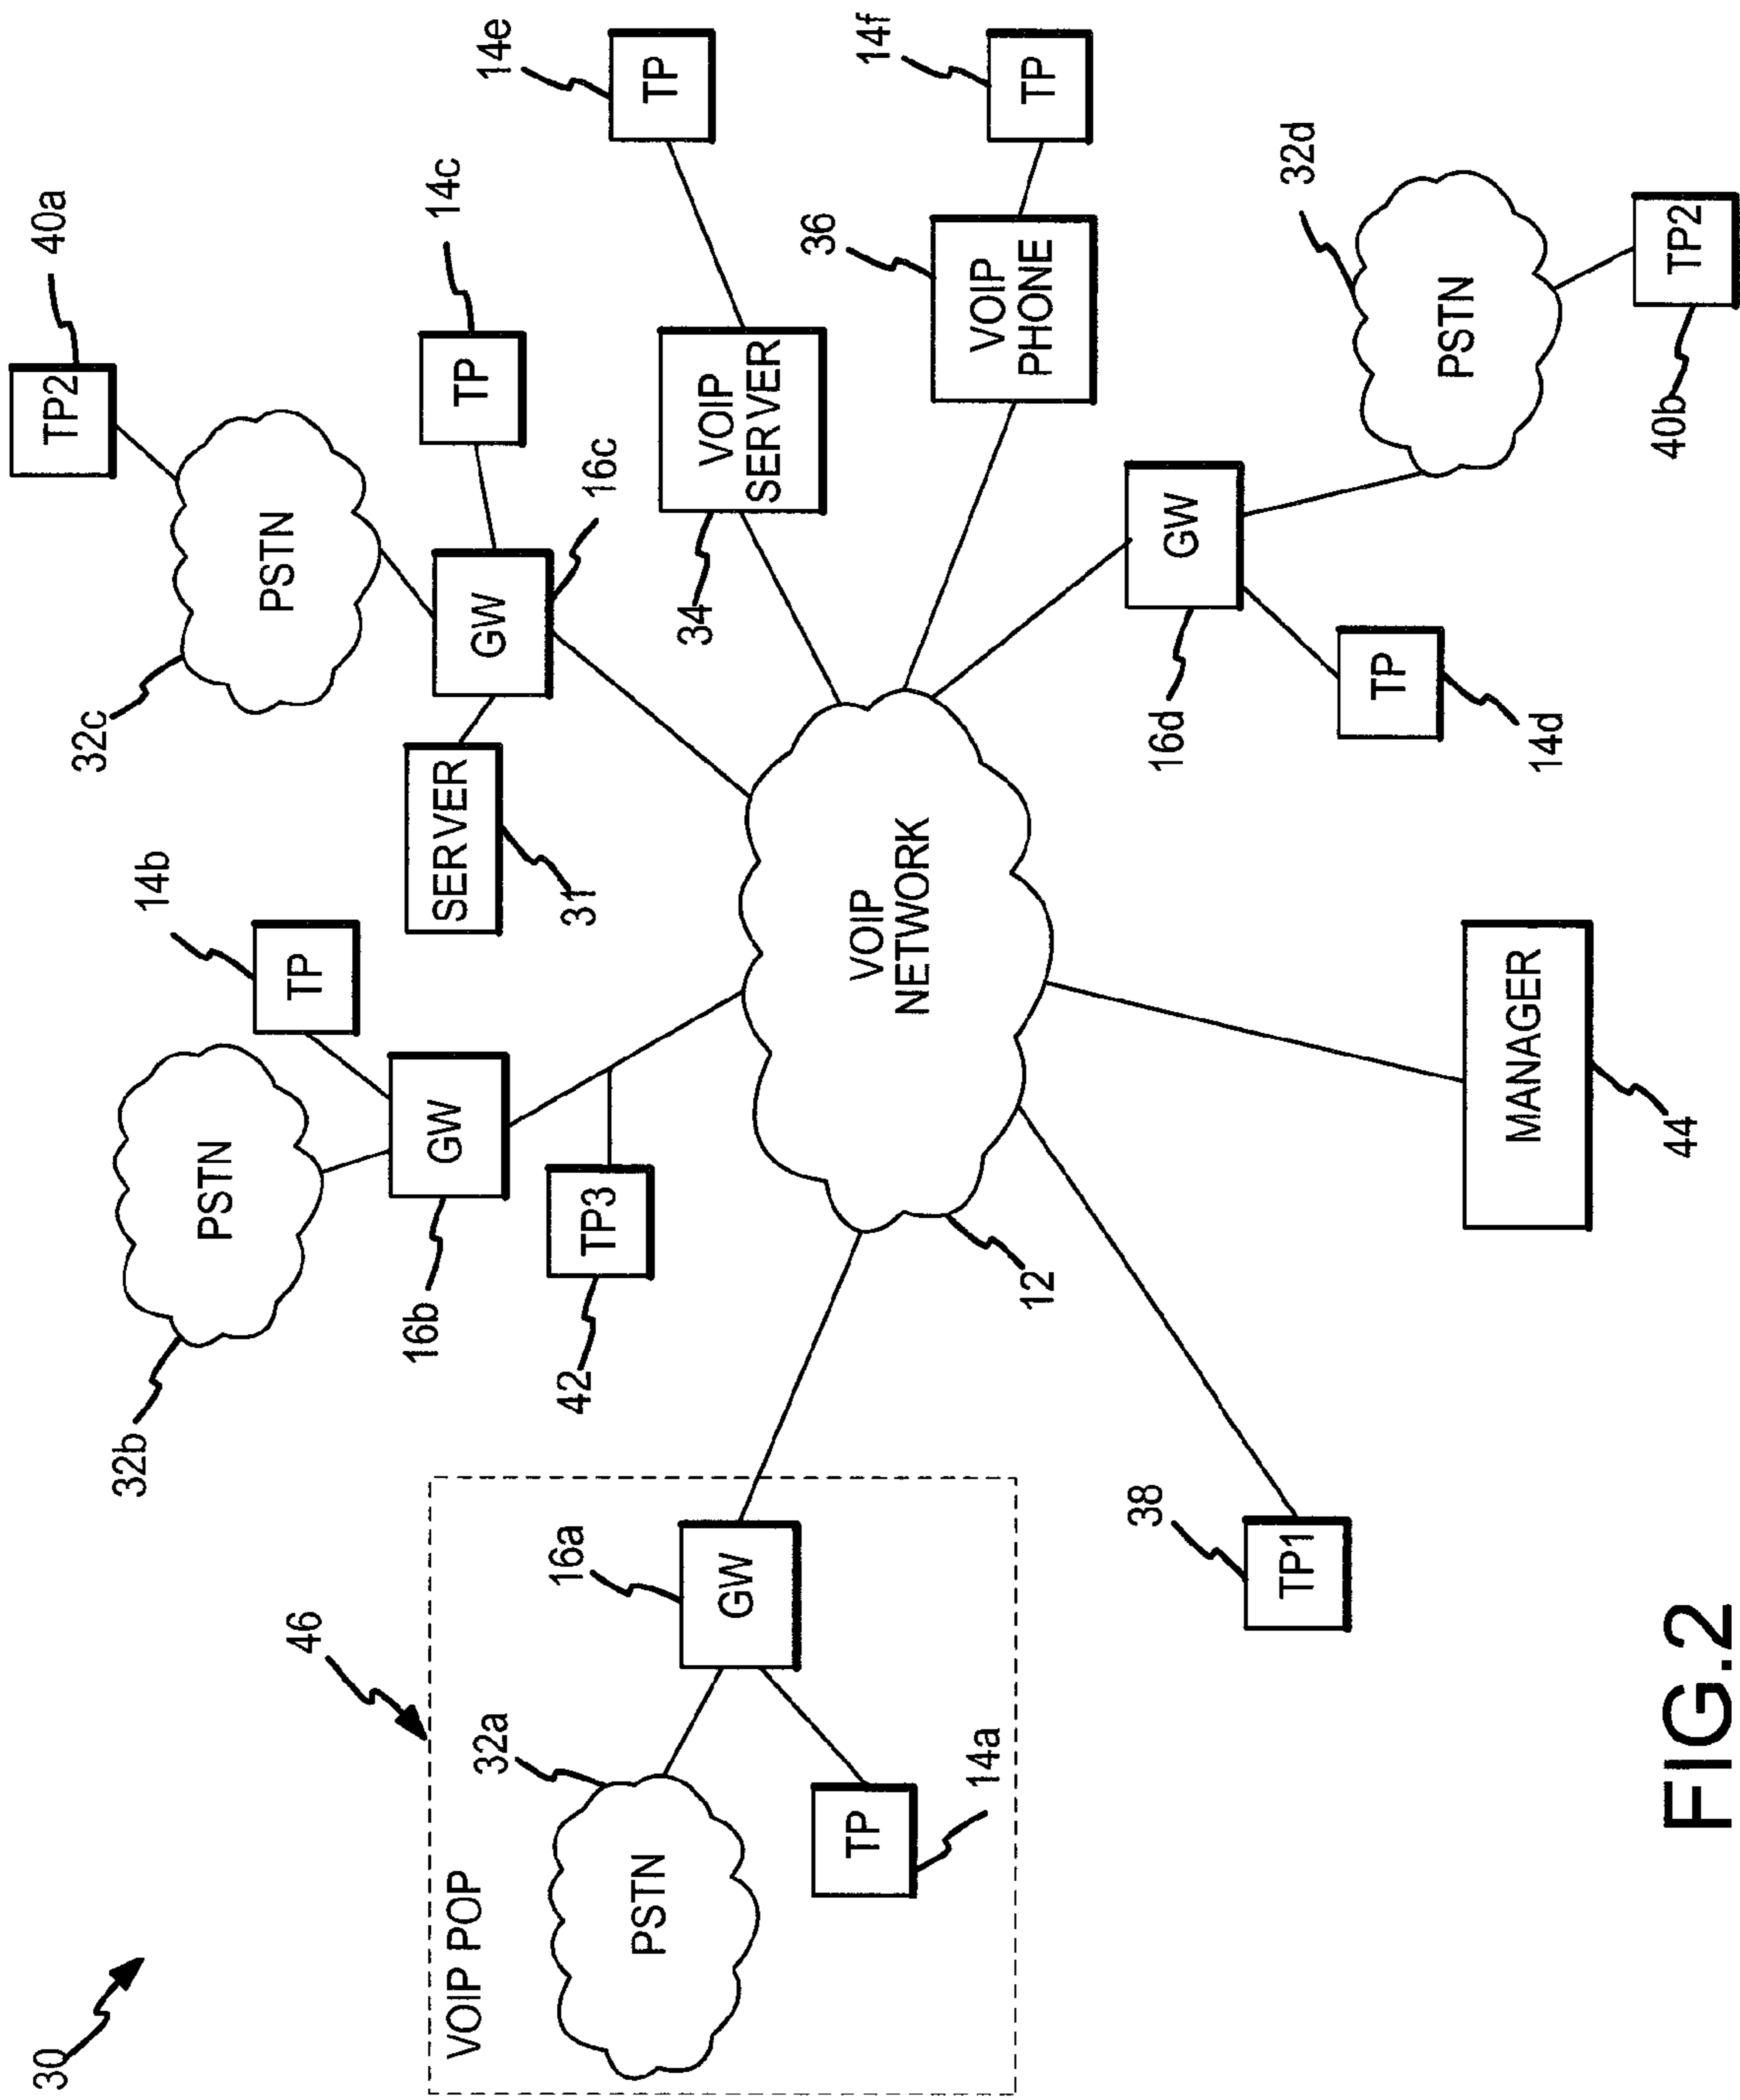 30
46
VOIP POP
PSTN
32a
TP
14a
GW
16a
32b
PSTN
16b
GW
TP
14b
42
TP3
SERVER
31
32c
PSTN
GW
16c
TP2
40a
TP
14c
34
VOIP
SERVER
TP
14e
36
VOIP
PHONE
TP
14f
12
VOIP
NETWORK
38
TP1
MANAGER
44
16d
GW
TP
14d
32d
PSTN
40b
TP2
FIG.2